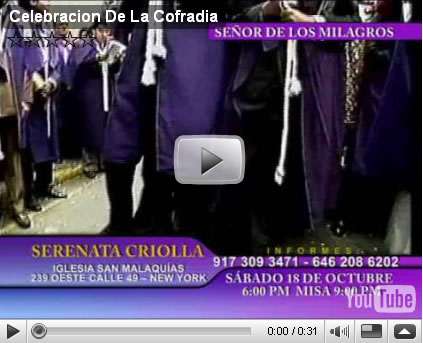 Celebracion De La Cofradia
SEÑOR DE LOS MILAGROS
SERENATA CRIOLLA
IGLESIA SAN MALAQUÍAS
239 OESTE CALLE 49 – NEW YORK
INFORMES
917 309 3471 - 646 208 6202
SÁBADO 18 DE OCTUBRE
6:00 PM MISA 9:00 PM
YouTube
0:00 / 0:31